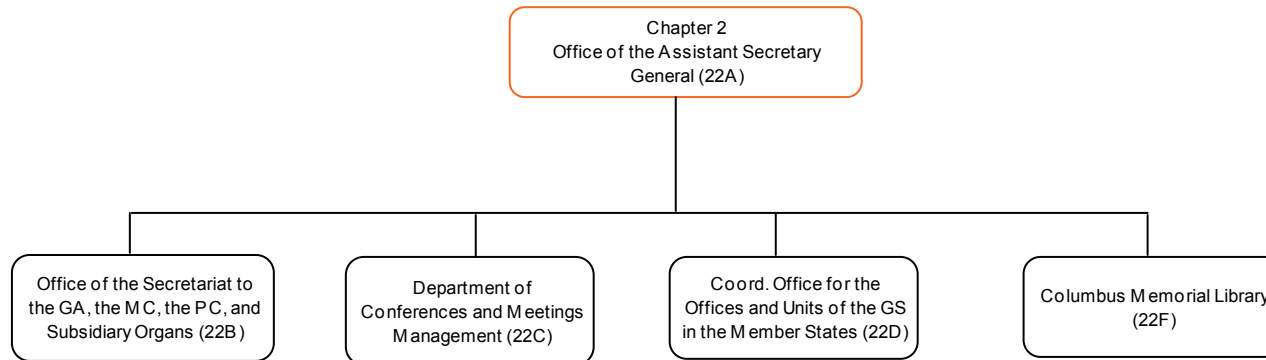 Chapter 2
Office of the Assistant Secretary
General (22A)
Office of the Secretariat to
the GA, the MC, the PC, and
Subsidiary Organs (22B)
Department of
Conferences and Meetings
Management (22C)
Coord. Office for the
Offices and Units of the GS
in the Member States (22D)
Columbus Memorial Library
(22F)